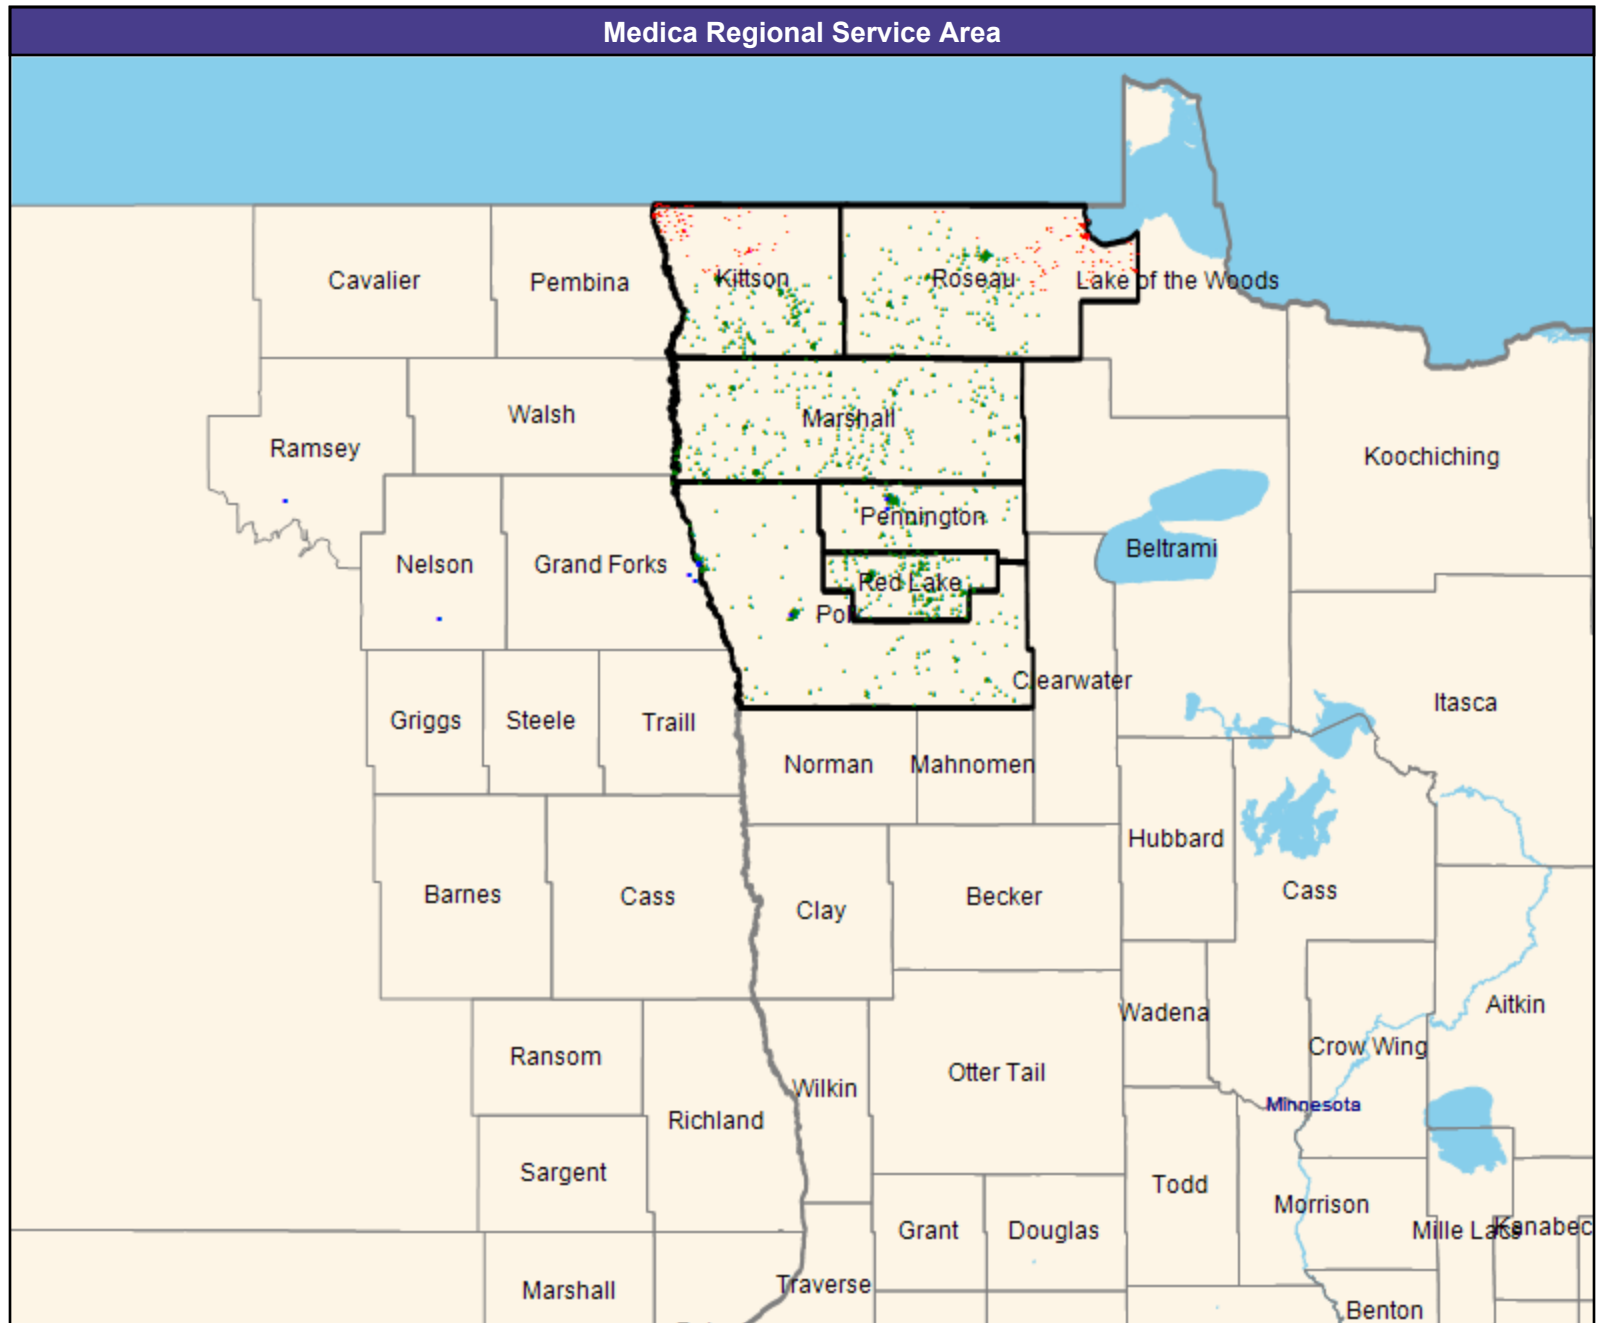 Medica Regional Service Area
Cavalier
Pembina
Kittson
Roseau
Lake of the Woods
Walsh
Marshall
Ramsey
Koochiching
Pennington
Nelson
Grand Forks
Beltrami
Red Lake
Polk
Clearwater
Griggs
Steele
Traill
Itasca
Norman
Mahnomen
Hubbard
Barnes
Cass
Clay
Becker
Cass
Wadena
Aitkin
Crow Wing
Ransom
Otter Tail
Wilkin
Minnesota
Richland
Sargent
Todd
Morrison
Grant
Douglas
Mille Lacs
Kanabec
Marshall
Traverse
Benton